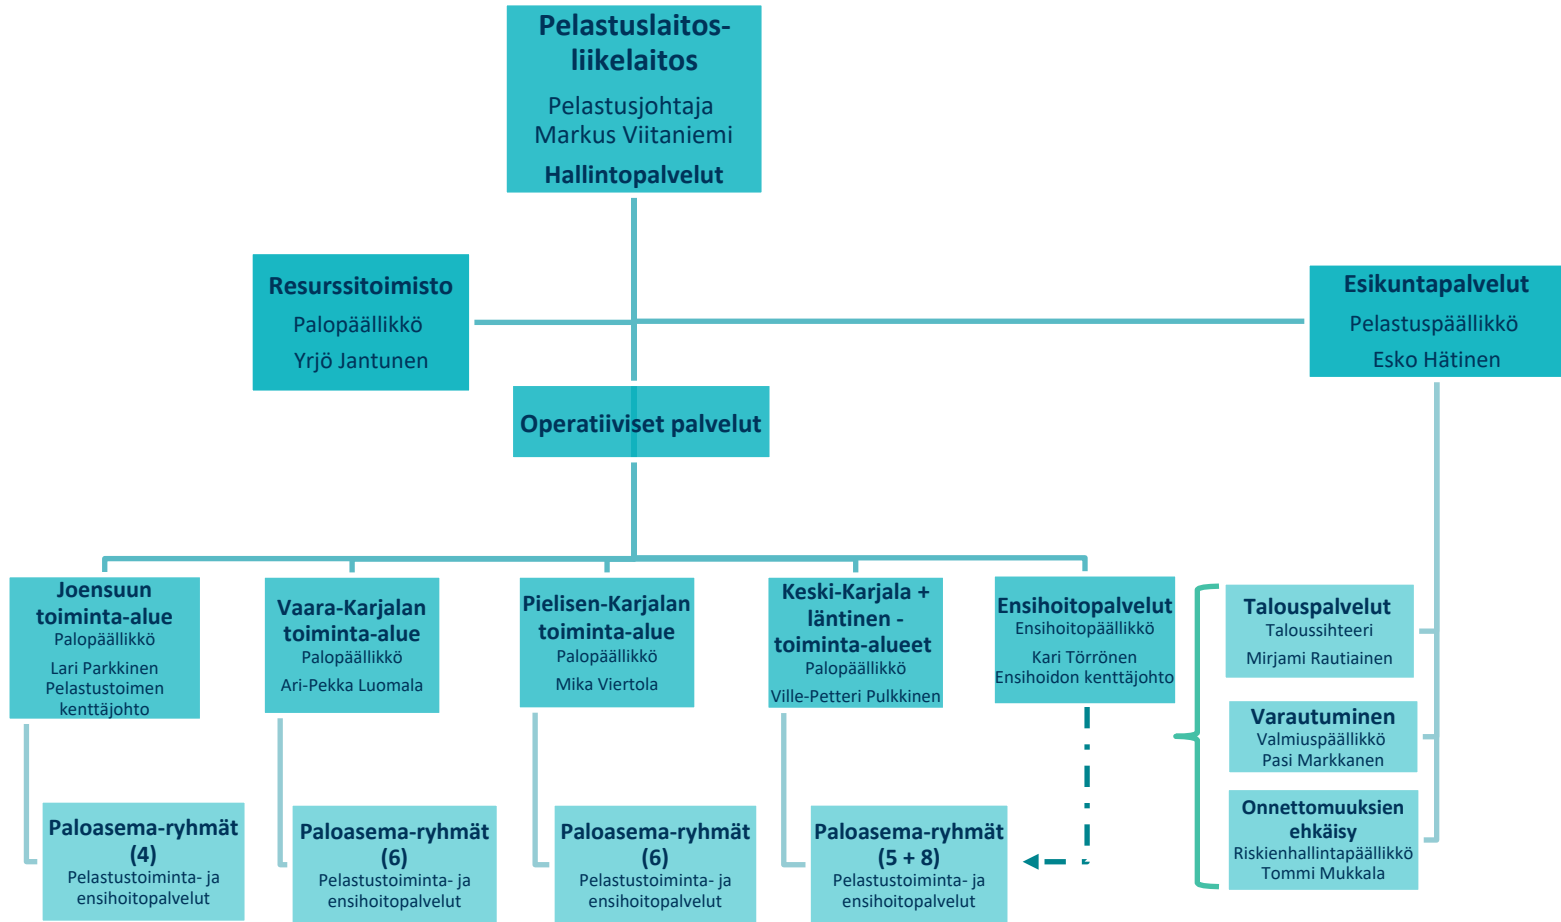 Pelastuslaitos-
liikelaitos
Pelastusjohtaja
Markus Viitaniemi
Hallintopalvelut
Resurssitoimisto
Palopäällikkö
Yrjö Jantunen
Esikuntapalvelut
Pelastuspäällikkö
Esko Hätinen
Operatiiviset palvelut
Joensuun
toiminta-alue
Palopäällikkö
Lari Parkkinen
Pelastustoimen
kenttäjohto
Vaara-Karjalan
toiminta-alue
Palopäällikkö
Ari-Pekka Luomala
Pielisen-Karjalan
toiminta-alue
Palopäällikkö
Mika Viertola
Keski-Karjala +
läntinen -
toiminta-alueet
Palopäällikkö
Ville-Petteri Pulkkinen
Ensihoitopalvelut
Ensihoitopäällikkö
Kari Törrönen
Ensihoidon kenttäjohto
Talouspalvelut
Taloussihteeri
Mirjami Rautiainen
Varautuminen
Valmiuspäällikkö
Pasi Markkanen
Onnettomuuksien
ehkäisy
Riskienhallintapäällikkö
Tommi Mukkala
Paloasema-ryhmät
(4)
Pelastustoiminta- ja
ensihoitopalvelut
Paloasema-ryhmät
(6)
Pelastustoiminta- ja
ensihoitopalvelut
Paloasema-ryhmät
(6)
Pelastustoiminta- ja
ensihoitopalvelut
Paloasema-ryhmät
(5 + 8)
Pelastustoiminta- ja
ensihoitopalvelut